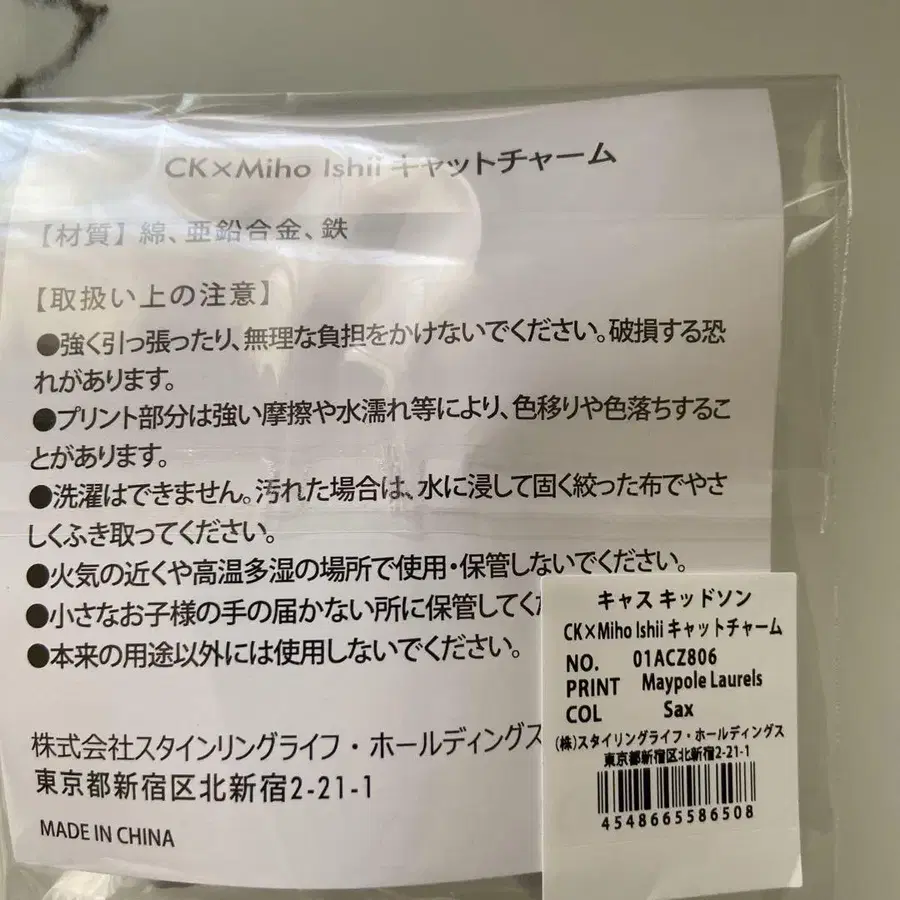 CK×Miho Ishii キャットチャーム
【材質】綿、亜鉛合金、鉄
【取扱い上の注意】
●強く引っ張ったり、無理な負担をかけないでください。破損する恐
れがあります。
●プリント部分は強い摩擦や水濡れ等により、色移りや色落ちするこ
とがあります。
●洗濯はできません。汚れた場合は、水に浸して固く絞った布でやさ
しくふき取ってください。
●火気の近くや高温多湿の場所で使用・保管しないでください。
●小さなお子様の手の届かない所に保管してく
●本来の用途以外には使用しないでください。
株式会社スタインリングライフ・ホールディングス
東京都新宿区北新宿2-21-1
MADE IN CHINA
キャス キッドソン
CK×Miho Ishii キャットチャーム
NO. 01ACZ806
PRINT Maypole Laurels
COL Sax
(株)スタイリングライフ・ホールディングス
東京都新宿区北新宿2-21-1
4548665586508